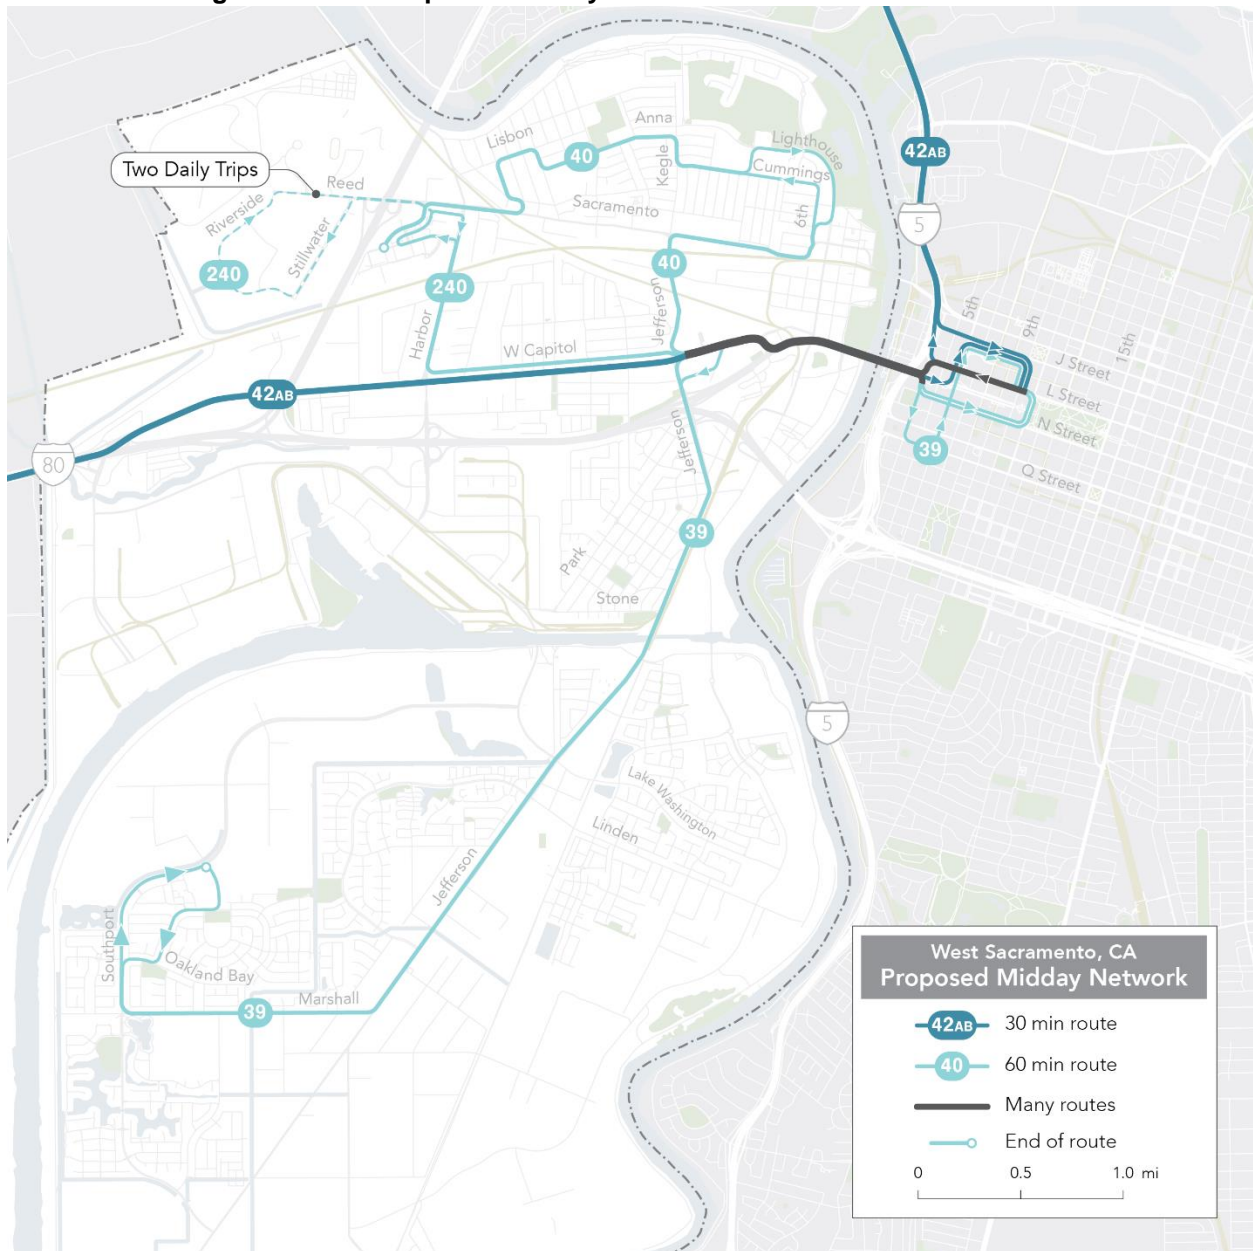 42AB
5
Anna
Lisbon
Lighthouse
40
Kegle
Cummings
Two Daily Trips
Reed
Riverside
Sacramento
6th
Stillwater
240
40
240
Jefferson
Harbor
W Capitol
5th
9th
15th
J Street
L Street
N Street
42AB
39
Jefferson
80
Q Street
39
Park
Stone
5
Lake Washington
Linden
Jefferson
Southport
Oakland Bay
Marshall
39
West Sacramento, CA
Proposed Midday Network
42AB 30 min route
40 60 min route
Many routes
End of route
0 0.5 1.0 mi